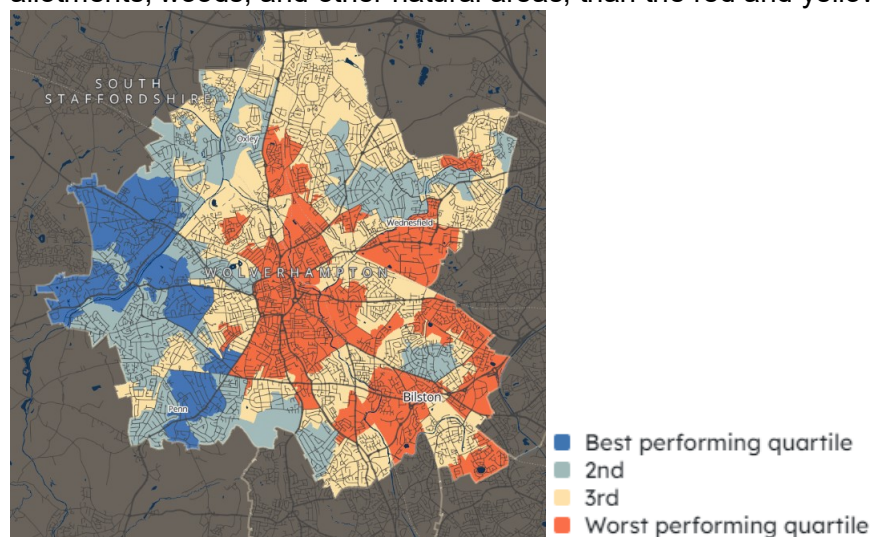 allotments, woods, and other natural areas, than the red and
SOUTH
STAFFORDSHIRE
Oxley
Wednesfield
WOLVERHAMPTON
Bilston
Penn
Best performing quartile
2nd
3rd
Worst performing quartile